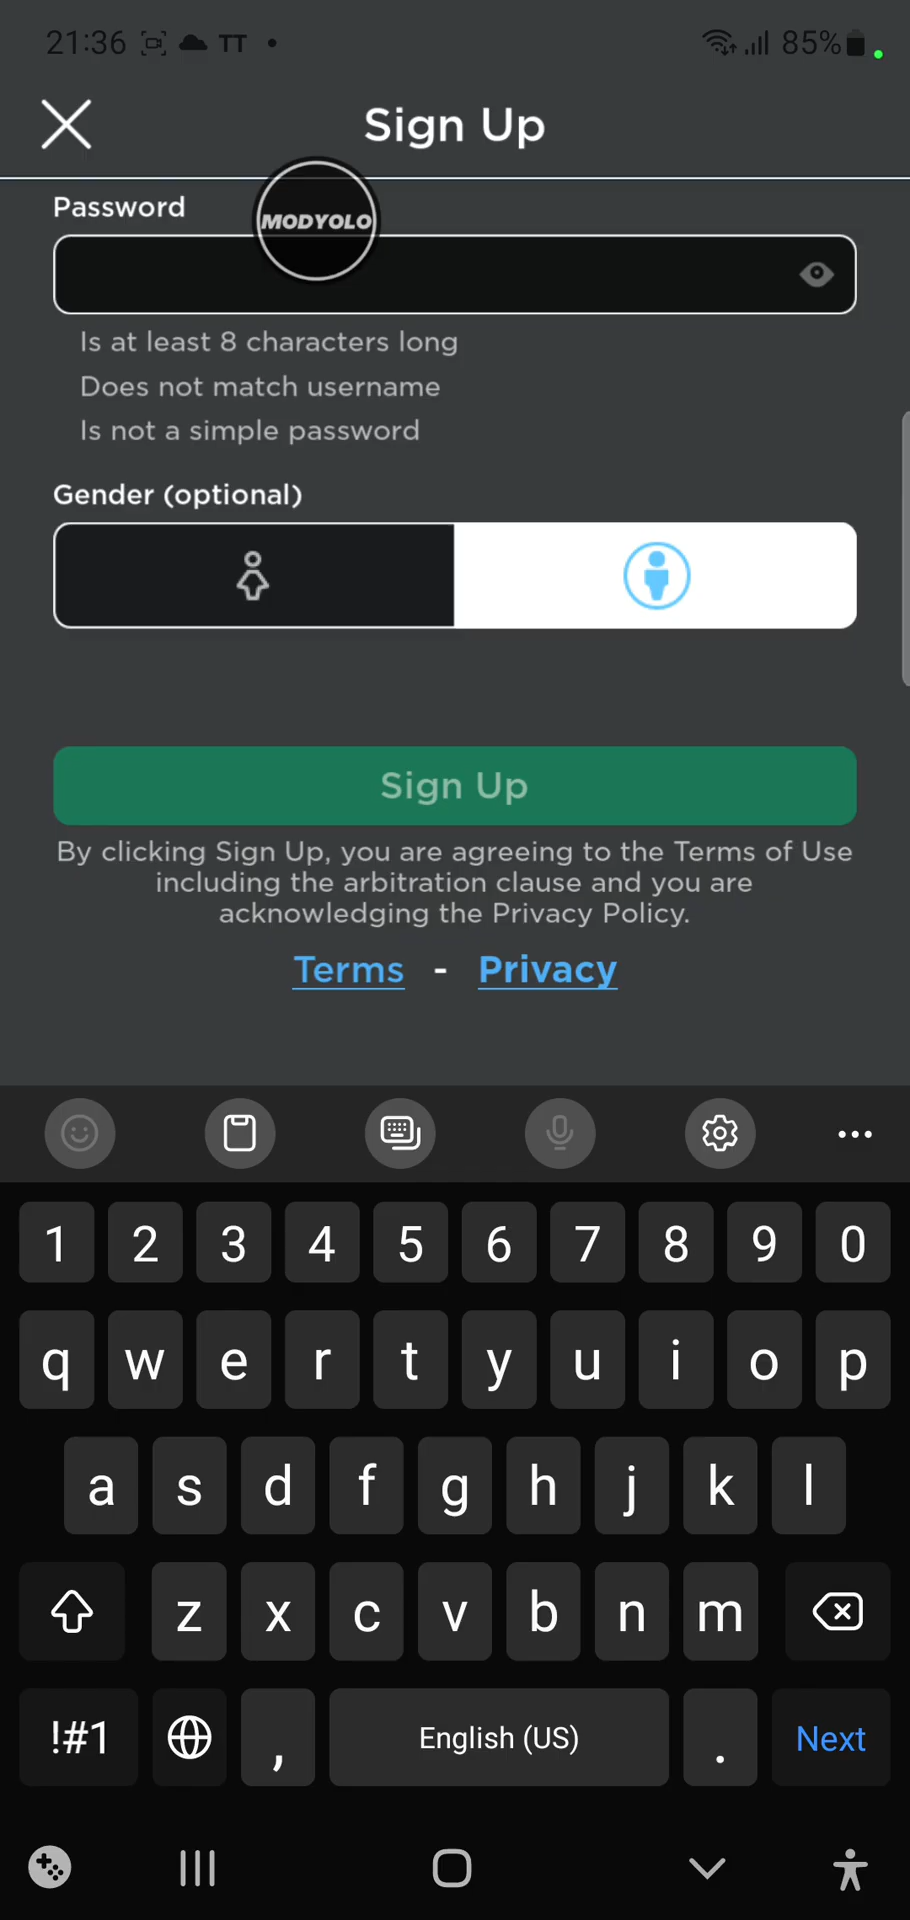 21:36 TT 85%
Sign Up
Password
MODYOLO
Is at least 8 characters long
Does not match username
Is not a simple password
Gender (optional)
Sign Up
By clicking Sign Up, you are agreeing to the Terms of Use
including the arbitration clause and you are
acknowledging the Privacy Policy.
Terms - Privacy
1 2 3 4 5 6 7 8 9 0
q w e r t y u i o p
a s d f g h j k l
z x c v b n m
!#1 , English (US) . Next